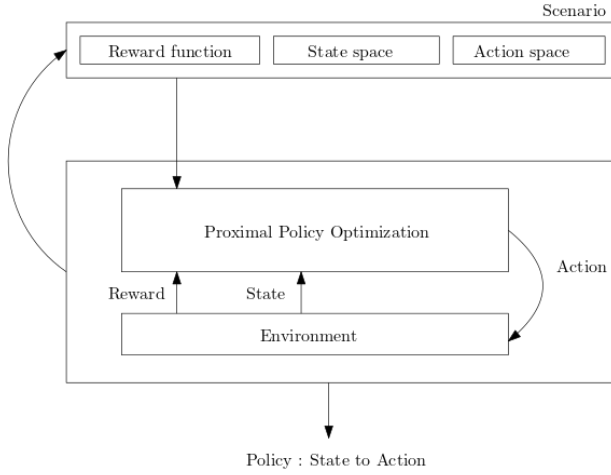 Scenario
Reward function
State space
Action space
Proximal Policy Optimization
Action
Reward
State
Environment
Policy : State to Action